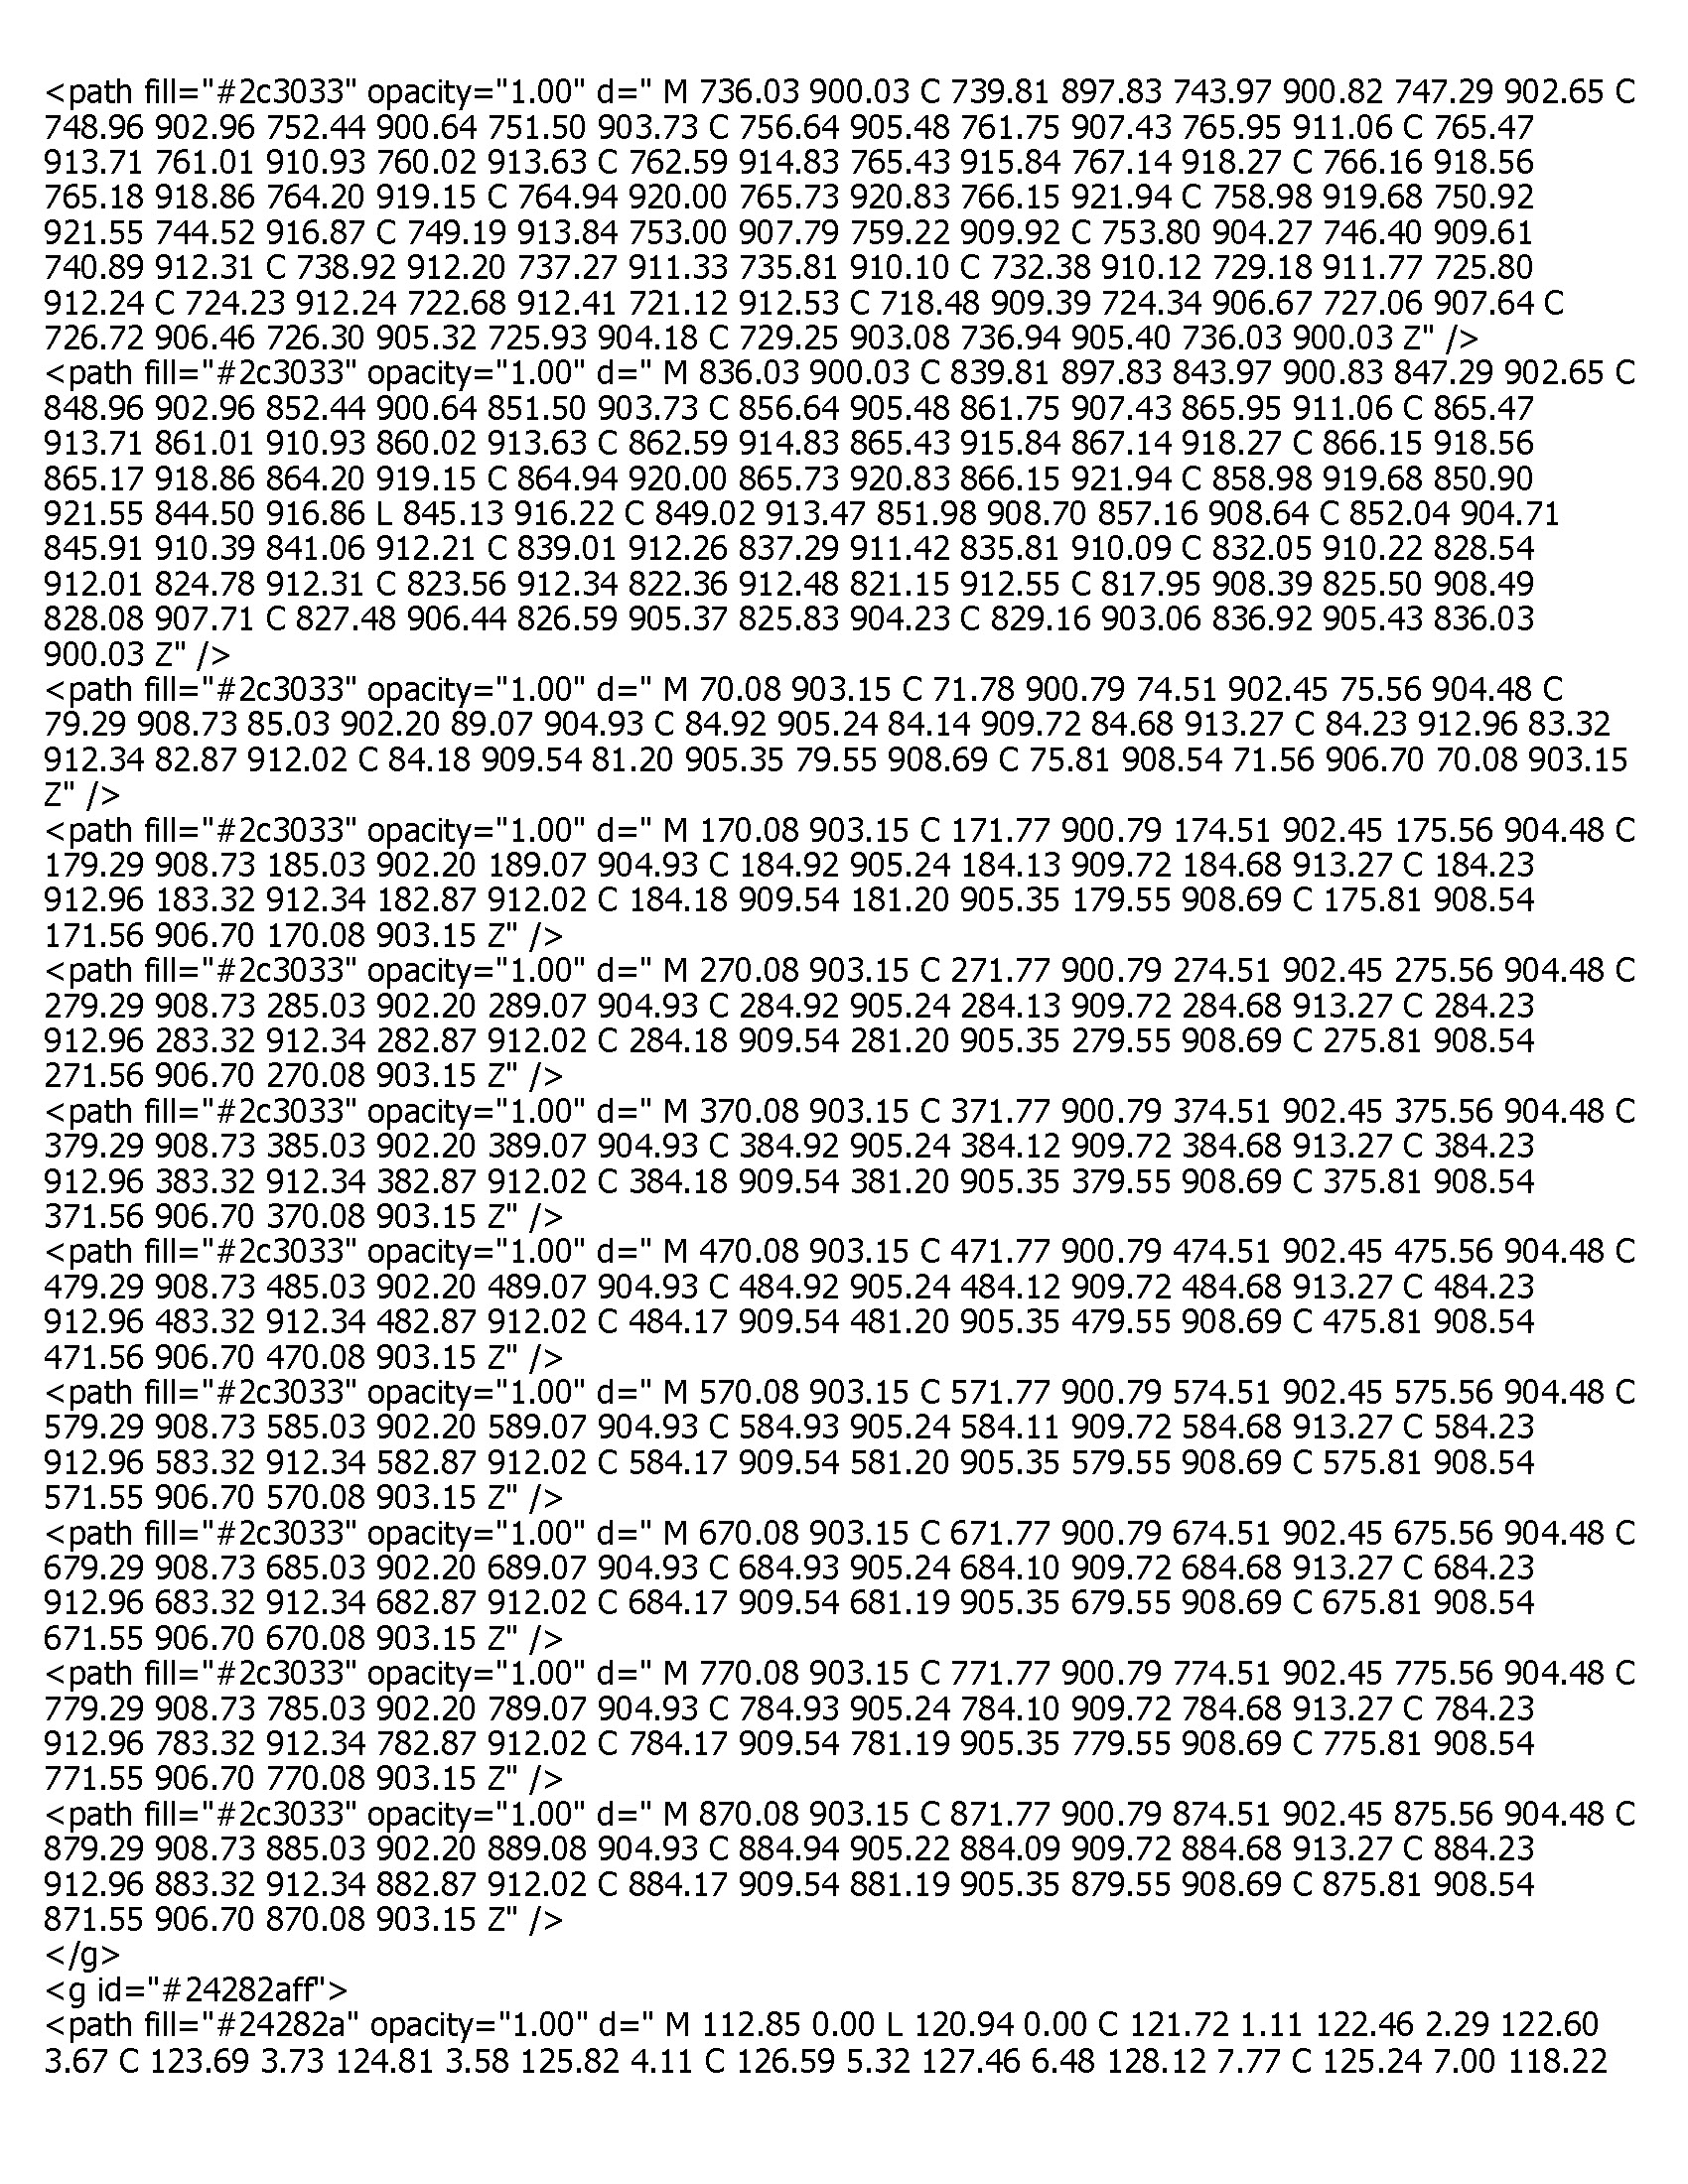 <path fill="#2c3033" opacity="1.00" d=" M 736.03 900.03 C 739.81 897.83 743.97 900.82 747.29 902.65 C
748.96 902.96 752.44 900.64 751.50 903.73 C 756.64 905.48 761.75 907.43 765.95 911.06 C 765.47
913.71 761.01 910.93 760.02 913.63 C 762.59 914.83 765.43 915.84 767.14 918.27 C 766.16 918.56
765.18 918.86 764.20 919.15 C 764.94 920.00 765.73 920.83 766.15 921.94 C 758.98 919.68 750.92
921.55 744.52 916.87 C 749.19 913.84 753.00 907.79 759.22 909.92 C 753.80 904.27 746.40 909.61
740.89 912.31 C 738.92 912.20 737.27 911.33 735.81 910.10 C 732.38 910.12 729.18 911.77 725.80
912.24 C 724.23 912.24 722.68 912.41 721.12 912.53 C 718.48 909.39 724.34 906.67 727.06 907.64 C
726.72 906.46 726.30 905.32 725.93 904.18 C 729.25 903.08 736.94 905.40 736.03 900.03 Z" />
<path fill="#2c3033" opacity="1.00" d=" M 836.03 900.03 C 839.81 897.83 843.97 900.83 847.29 902.65 C
848.96 902.96 852.44 900.64 851.50 903.73 C 856.64 905.48 861.75 907.43 865.95 911.06 C 865.47
913.71 861.01 910.93 860.02 913.63 C 862.59 914.83 865.43 915.84 867.14 918.27 C 866.15 918.56
865.17 918.86 864.20 919.15 C 864.94 920.00 865.73 920.83 866.15 921.94 C 858.98 919.68 850.90
921.55 844.50 916.86 L 845.13 916.22 C 849.02 913.47 851.98 908.70 857.16 908.64 C 852.04 904.71
845.91 910.39 841.06 912.21 C 839.01 912.26 837.29 911.42 835.81 910.09 C 832.05 910.22 828.54
912.01 824.78 912.31 C 823.56 912.34 822.36 912.48 821.15 912.55 C 817.95 908.39 825.50 908.49
828.08 907.71 C 827.48 906.44 826.59 905.37 825.83 904.23 C 829.16 903.06 836.92 905.43 836.03
900.03 Z" />
<path fill="#2c3033" opacity="1.00" d=" M 70.08 903.15 C 71.78 900.79 74.51 902.45 75.56 904.48 C
79.29 908.73 85.03 902.20 89.07 904.93 C 84.92 905.24 84.14 909.72 84.68 913.27 C 84.23 912.96 83.32
912.34 82.87 912.02 C 84.18 909.54 81.20 905.35 79.55 908.69 C 75.81 908.54 71.56 906.70 70.08 903.15
Z" />
<path fill="#2c3033" opacity="1.00" d=" M 170.08 903.15 C 171.77 900.79 174.51 902.45 175.56 904.48 C
179.29 908.73 185.03 902.20 189.07 904.93 C 184.92 905.24 184.13 909.72 184.68 913.27 C 184.23
912.96 183.32 912.34 182.87 912.02 C 184.18 909.54 181.20 905.35 179.55 908.69 C 175.81 908.54
171.56 906.70 170.08 903.15 Z" />
<path fill="#2c3033" opacity="1.00" d=" M 270.08 903.15 C 271.77 900.79 274.51 902.45 275.56 904.48 C
279.29 908.73 285.03 902.20 289.07 904.93 C 284.92 905.24 284.13 909.72 284.68 913.27 C 284.23
912.96 283.32 912.34 282.87 912.02 C 284.18 909.54 281.20 905.35 279.55 908.69 C 275.81 908.54
271.56 906.70 270.08 903.15 Z" />
<path fill="#2c3033" opacity="1.00" d=" M 370.08 903.15 C 371.77 900.79 374.51 902.45 375.56 904.48 C
379.29 908.73 385.03 902.20 389.07 904.93 C 384.92 905.24 384.12 909.72 384.68 913.27 C 384.23
912.96 383.32 912.34 382.87 912.02 C 384.18 909.54 381.20 905.35 379.55 908.69 C 375.81 908.54
371.56 906.70 370.08 903.15 Z" />
<path fill="#2c3033" opacity="1.00" d=" M 470.08 903.15 C 471.77 900.79 474.51 902.45 475.56 904.48 C
479.29 908.73 485.03 902.20 489.07 904.93 C 484.92 905.24 484.12 909.72 484.68 913.27 C 484.23
912.96 483.32 912.34 482.87 912.02 C 484.17 909.54 481.20 905.35 479.55 908.69 C 475.81 908.54
471.56 906.70 470.08 903.15 Z" />
<path fill="#2c3033" opacity="1.00" d=" M 570.08 903.15 C 571.77 900.79 574.51 902.45 575.56 904.48 C
579.29 908.73 585.03 902.20 589.07 904.93 C 584.93 905.24 584.11 909.72 584.68 913.27 C 584.23
912.96 583.32 912.34 582.87 912.02 C 584.17 909.54 581.20 905.35 579.55 908.69 C 575.81 908.54
571.55 906.70 570.08 903.15 Z" />
<path fill="#2c3033" opacity="1.00" d=" M 670.08 903.15 C 671.77 900.79 674.51 902.45 675.56 904.48 C
679.29 908.73 685.03 902.20 689.07 904.93 C 684.93 905.24 684.10 909.72 684.68 913.27 C 684.23
912.96 683.32 912.34 682.87 912.02 C 684.17 909.54 681.19 905.35 679.55 908.69 C 675.81 908.54
671.55 906.70 670.08 903.15 Z" />
<path fill="#2c3033" opacity="1.00" d=" M 770.08 903.15 C 771.77 900.79 774.51 902.45 775.56 904.48 C
779.29 908.73 785.03 902.20 789.07 904.93 C 784.93 905.24 784.10 909.72 784.68 913.27 C 784.23
912.96 783.32 912.34 782.87 912.02 C 784.17 909.54 781.19 905.35 779.55 908.69 C 775.81 908.54
771.55 906.70 770.08 903.15 Z" />
<path fill="#2c3033" opacity="1.00" d=" M 870.08 903.15 C 871.77 900.79 874.51 902.45 875.56 904.48 C
879.29 908.73 885.03 902.20 889.08 904.93 C 884.94 905.22 884.09 909.72 884.68 913.27 C 884.23
912.96 883.32 912.34 882.87 912.02 C 884.17 909.54 881.19 905.35 879.55 908.69 C 875.81 908.54
871.55 906.70 870.08 903.15 Z" />
</g>
<g id="#24282aff">
<path fill="#24282a" opacity="1.00" d=" M 112.85 0.00 L 120.94 0.00 C 121.72 1.11 122.46 2.29 122.60
3.67 C 123.69 3.73 124.81 3.58 125.82 4.11 C 126.59 5.32 127.46 6.48 128.12 7.77 C 125.24 7.00 118.22